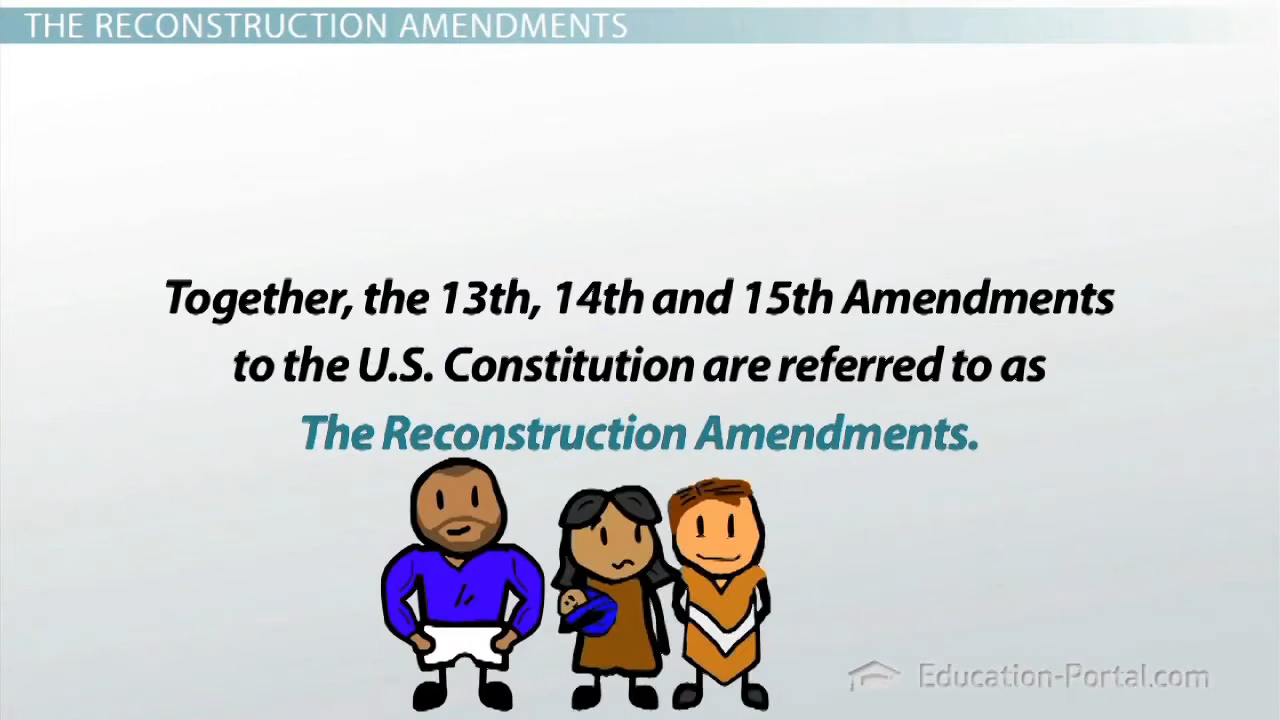 THE RECONSTRUCTION AMENDMENTS
Together, the 13th, 14th and 15th Amendments
to the U.S. Constitution are referred to as
The Reconstruction Amendments.
Education-Portal.com